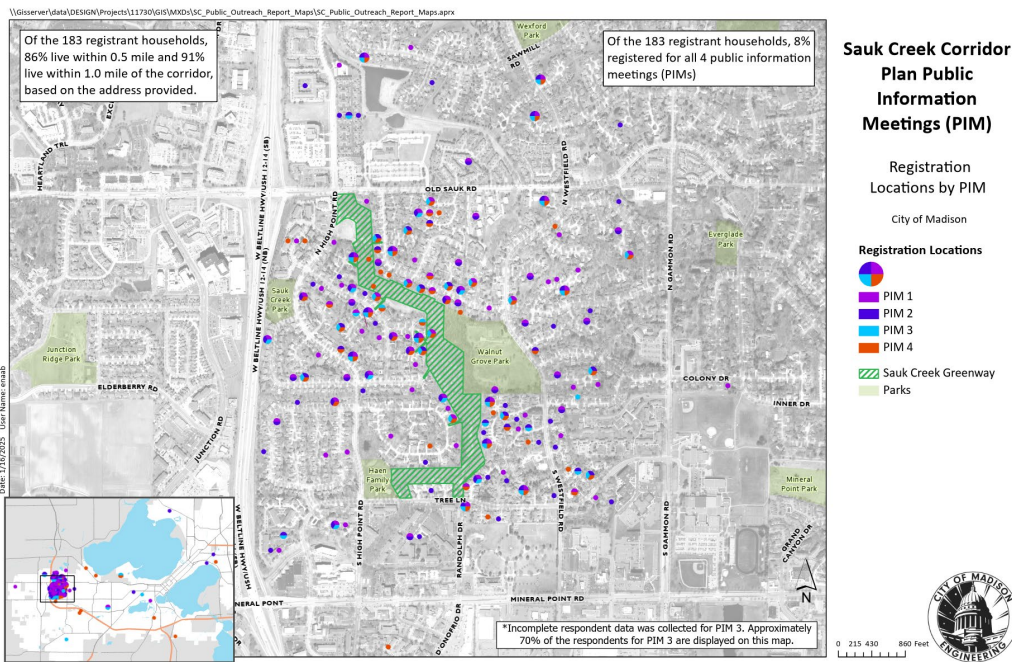 \\Gisserver\data\DESIGN\Projects\11730\GIS\MXDs\SC_Public_Outreach_Report_Maps\SC_Public_Outreach_Report_Maps.aprx
Of the 183 registrant households,
86% live within 0.5 mile and 91%
live within 1.0 mile of the corridor,
based on the address provided.
Of the 183 registrant households, 8%
registered for all 4 public information
meetings (PIMs)
Sauk Creek Corridor
Plan Public
Information
Meetings (PIM)
Registration
Locations by PIM
City of Madison
Registration Locations
PIM 1
PIM 2
PIM 3
PIM 4
Sauk Creek Greenway
Parks
Wexford
Park
SAWMILL
RD
DR
HEARTLAND TRL
W BELTLINE HWY/USH 12-14 (SB)
N HIGH POINT RD
OLD SAUK RD
N WESTFIELD RD
N GAMMON RD
Everglade
Park
W BELTLINE HWY/USH 12-14 (NB)
Sauk
Creek
Park
Junction
Ridge Park
Walnut
Grove Park
ELDERBERRY RD
COLONY DR
INNER DR
JUNCTION RD
Haen
Family
Park
TREE LN
S WESTFIELD RD
Mineral
Point Park
S HIGH POINT RD
RANDOLPH DR
S GAMMON RD
GRAND
CANYON DR
W BELTLINE HWY/USH
NERAL POINT
MINERAL POINT RD
D'ONOFRIO DR
DR
N
*Incomplete respondent data was collected for PIM 3. Approximately
70% of the respondents for PIM 3 are displayed on this map.
0 215 430 860 Feet
CITY OF MADISON
ENGINEERING
Date: 1/16/2025 User Name: enaab